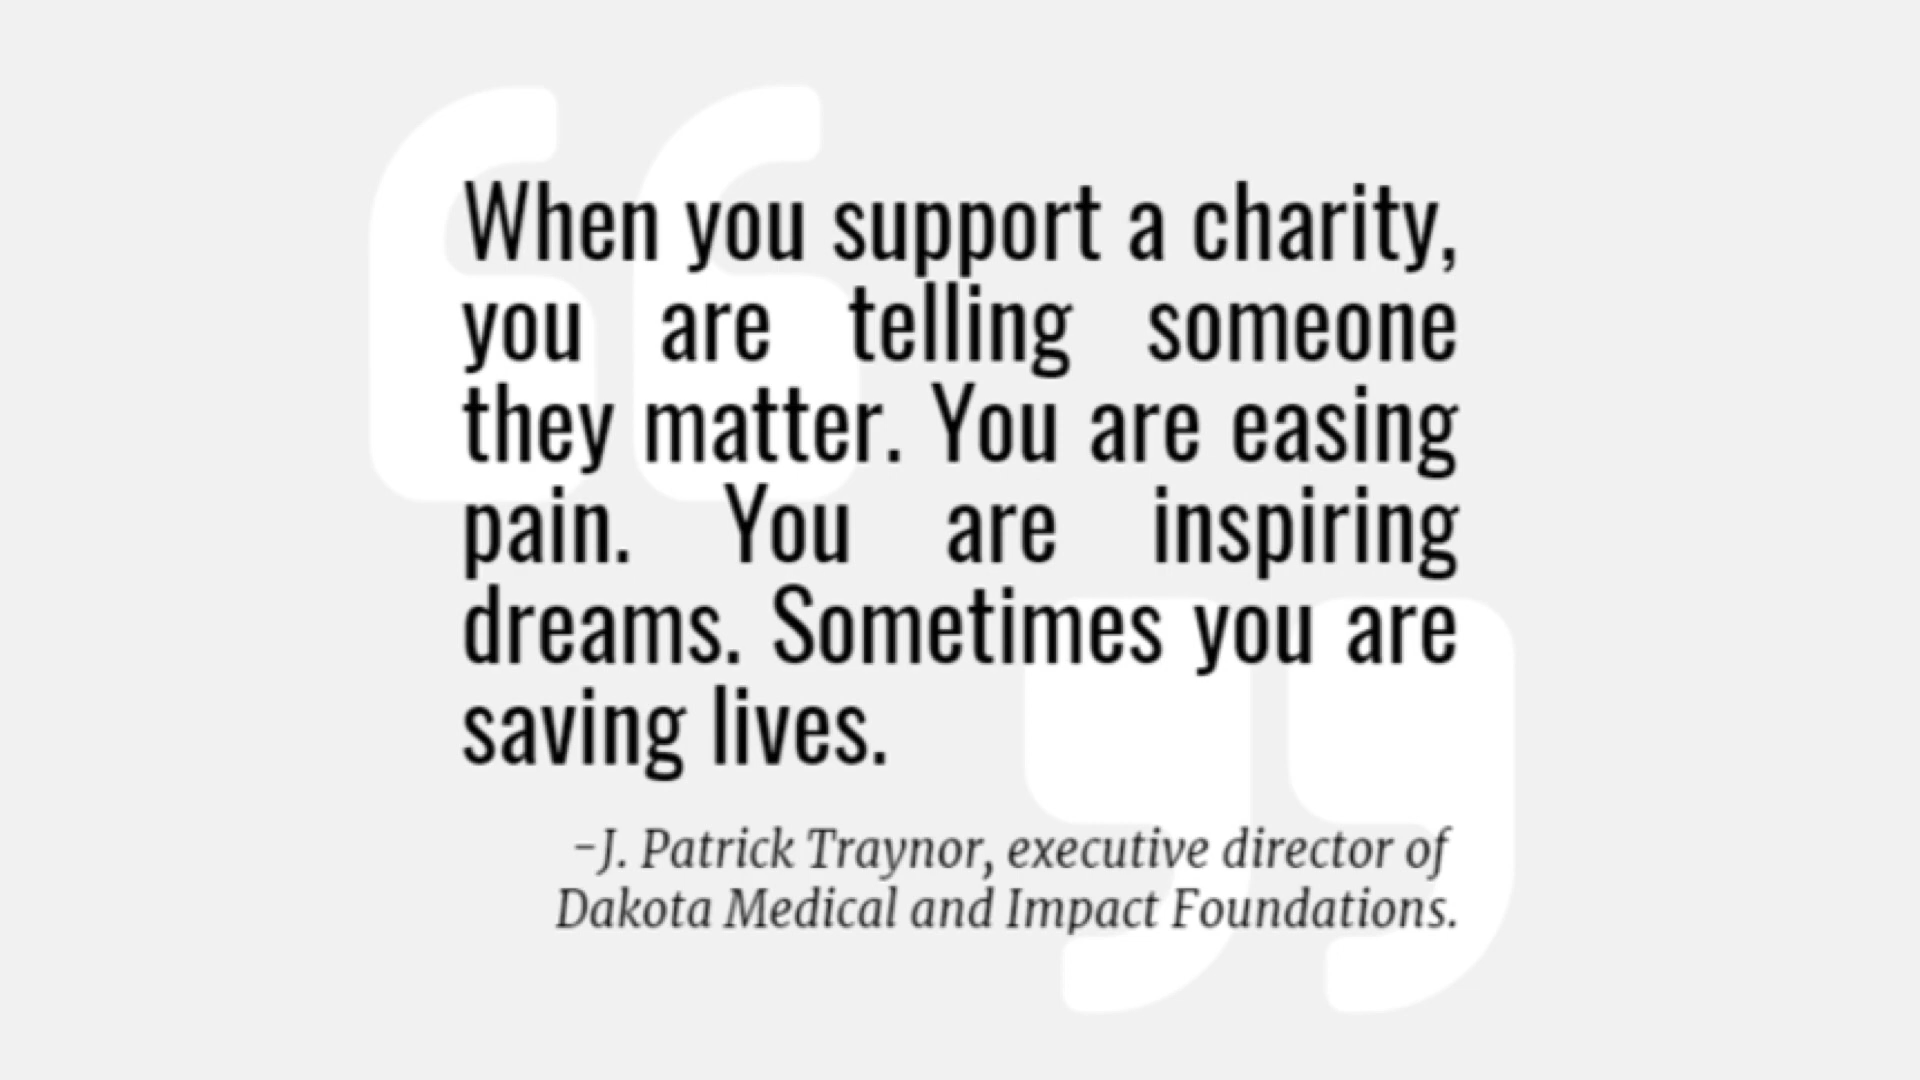 When you support a charity,
you are telling someone
they matter. You are easing
pain. You are inspiring
dreams. Sometimes you are
saving lives.
–J. Patrick Traynor, executive director of
Dakota Medical and Impact Foundations.